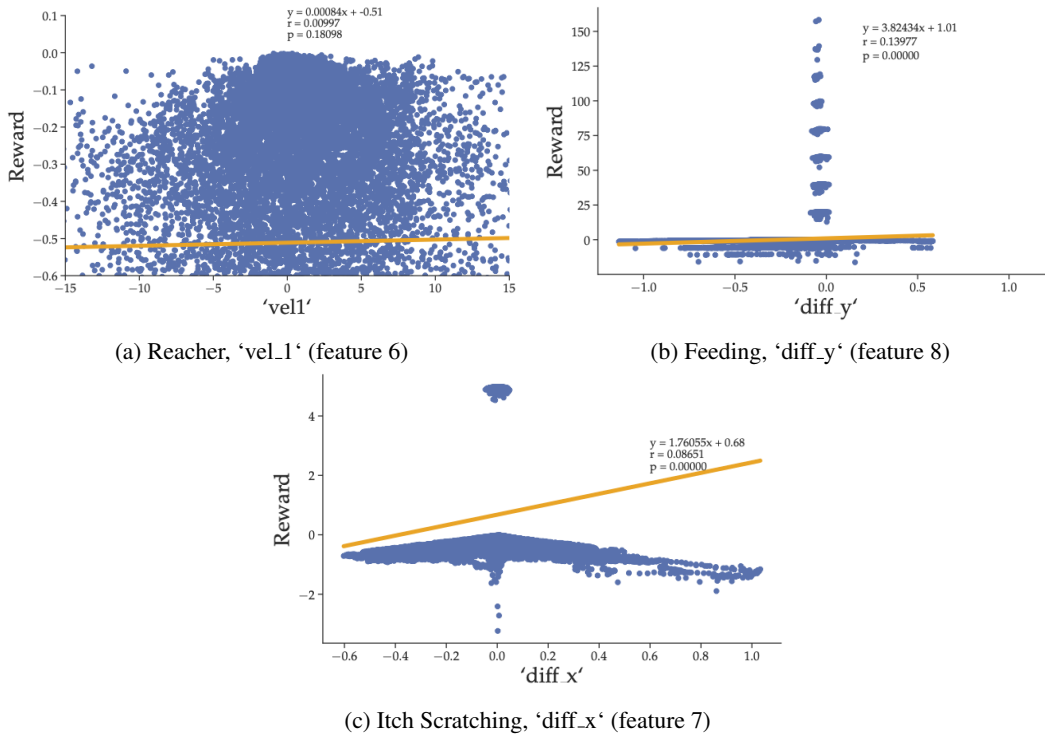 y = 0.00084x + -0.51
r = 0.00997
p = 0.18098
0.1
0.0
−0.1
−0.2
−0.3
−0.4
−0.5
−0.6
Reward
−15
−10
−5
0
5
10
15
‘vel1‘
(a) Reacher, ‘vel_1‘ (feature 6)
y = 3.82434x + 1.01
r = 0.13977
p = 0.00000
150
125
100
75
50
25
0
Reward
−1.0
−0.5
0.0
0.5
1.0
‘diff_y‘
(b) Feeding, ‘diff_y‘ (feature 8)
y = 1.76055x + 0.68
r = 0.08651
p = 0.00000
4
2
0
−2
Reward
−0.6
−0.4
−0.2
0.0
0.2
0.4
0.6
0.8
1.0
‘diff_x‘
(c) Itch Scratching, ‘diff_x‘ (feature 7)